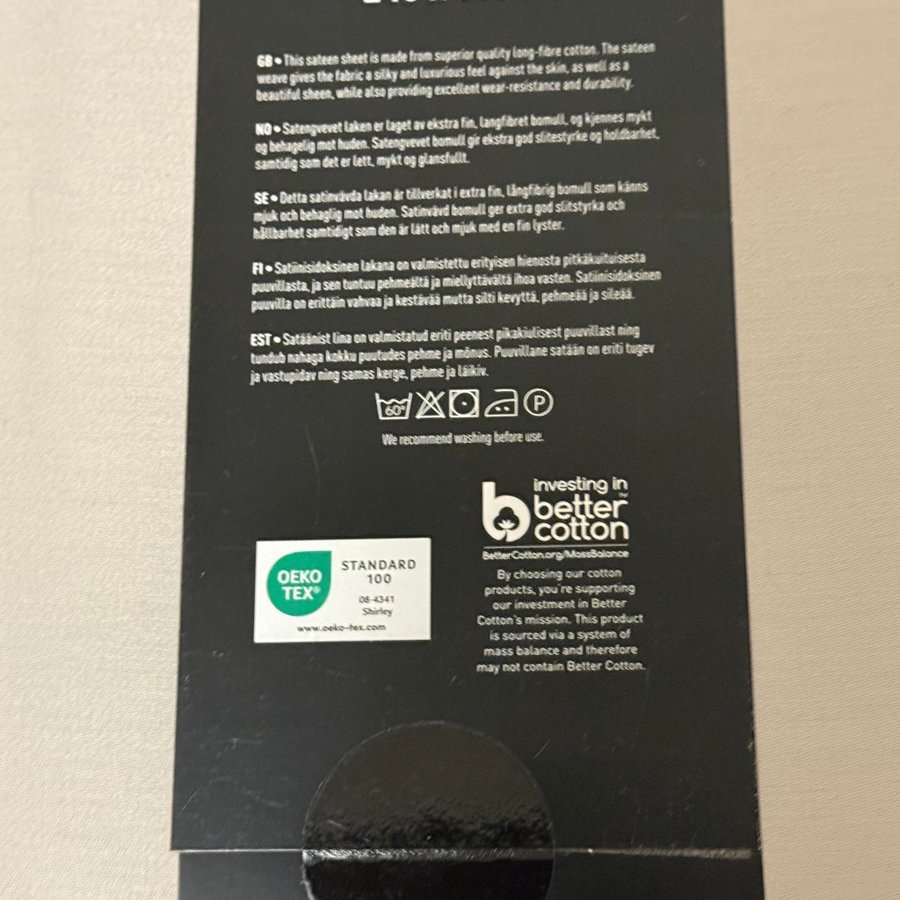 GB • This sateen sheet is made from superior quality long-fibre cotton. The sateen
weave gives the fabric a silky and luxurious feel against the skin, as well as a
beautiful sheen, while also providing excellent wear-resistance and durability.
NO • Satengvevet laken er laget av ekstra fin, langfibret bomull, og kjennes mykt
og behagelig mot huden. Satengvevet bomull gir ekstra god slitestyrke og holdbarhet,
samtidig som det er lett, mykt og glansfullt.
SE • Detta satinvävda lakan är tillverkat i extra fin, långfibrig bomull som känns
mjuk och behaglig mot huden. Satinvävd bomull ger extra god slitstyrka och
hållbarhet samtidigt som den är lätt och mjuk med en fin lyster.
FI • Satiinisidoksinen lakana on valmistettu erityisen hienosta pitkäkuituisesta
puuvillasta, ja sen tuntuu pehmeältä ja miellyttävältä ihoa vasten. Satiinisidoksinen
puuvilla on erittäin vahvaa ja kestävää mutta silti kevyttä, pehmeää ja sileää.
EST • Satäänist lina on valmistatud eriti peenest pikakiulisest puuvillast ning
tundub nahaga kokku puutudes pehme ja mõnus. Puuvillane satään on eriti tugev
ja vastupidav ning samas kerge, pehme ja läikiv.
60° P
We recommend washing before use.
investing in
better
cotton™
BetterCotton.org/MassBalance
By choosing our cotton
products, you're supporting
our investment in Better
Cotton's mission. This product
is sourced via a system of
mass balance and therefore
may not contain Better Cotton.
OEKO
TEX®
STANDARD
100
08-4341
Shirley
www.oeko-tex.com